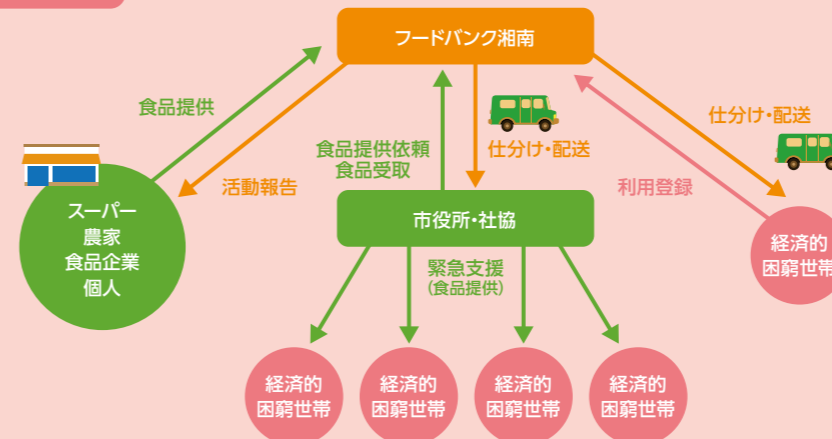 フードバンク湘南
食品提供
仕分け・配送
食品提供依頼
食品受取
仕分け・配送
活動報告
利用登録
スーパー
農家
食品企業
個人
市役所・社協
経済的
困窮世帯
緊急支援
(食品提供)
経済的
困窮世帯
経済的
困窮世帯
経済的
困窮世帯
経済的
困窮世帯